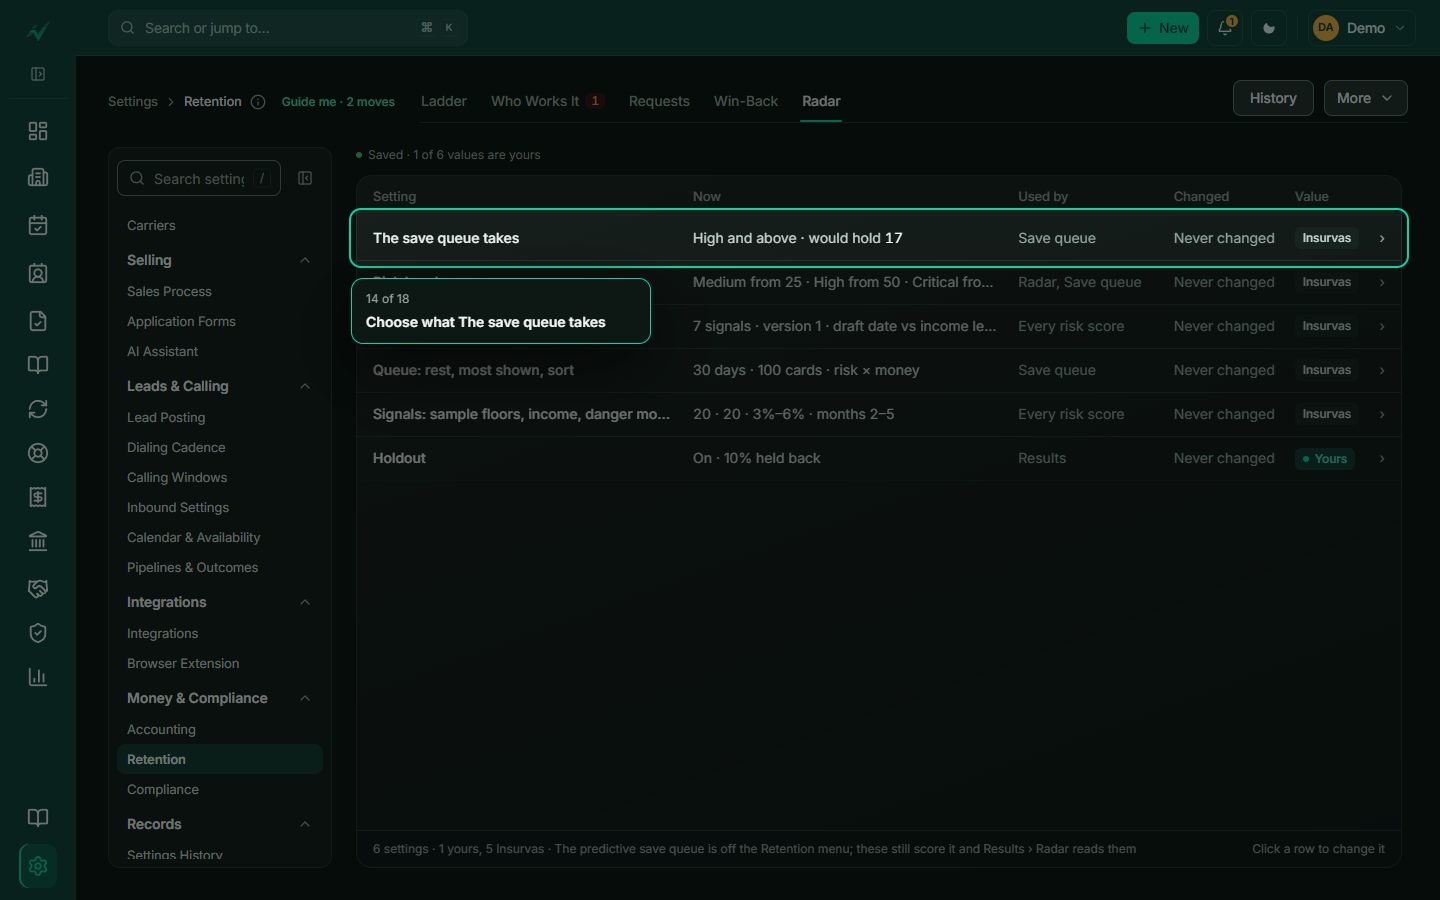 Search or jump to...
⌘ K
New
1
DA
Demo
Settings > Retention
Guide me · 2 moves
Ladder
Who Works It 1
Requests
Win-Back
Radar
History
More
Search setting /
Carriers
Selling
Sales Process
Application Forms
AI Assistant
Leads & Calling
Lead Posting
Dialing Cadence
Calling Windows
Inbound Settings
Calendar & Availability
Pipelines & Outcomes
Integrations
Integrations
Browser Extension
Money & Compliance
Accounting
Retention
Compliance
Records
Settings History
Saved · 1 of 6 values are yours
Setting Now Used by Changed Value
The save queue takes High and above · would hold 17 Save queue Never changed Insurvas
Medium from 25 · High from 50 · Critical fro... Radar, Save queue Never changed Insurvas
14 of 18
Choose what The save queue takes
7 signals · version 1 · draft date vs income le... Every risk score Never changed Insurvas
Queue: rest, most shown, sort 30 days · 100 cards · risk × money Save queue Never changed Insurvas
Signals: sample floors, income, danger mo... 20 · 20 · 3%–6% · months 2–5 Every risk score Never changed Insurvas
Holdout On · 10% held back Results Never changed Yours
6 settings · 1 yours, 5 Insurvas · The predictive save queue is off the Retention menu; these still score it and Results › Radar reads them
Click a row to change it